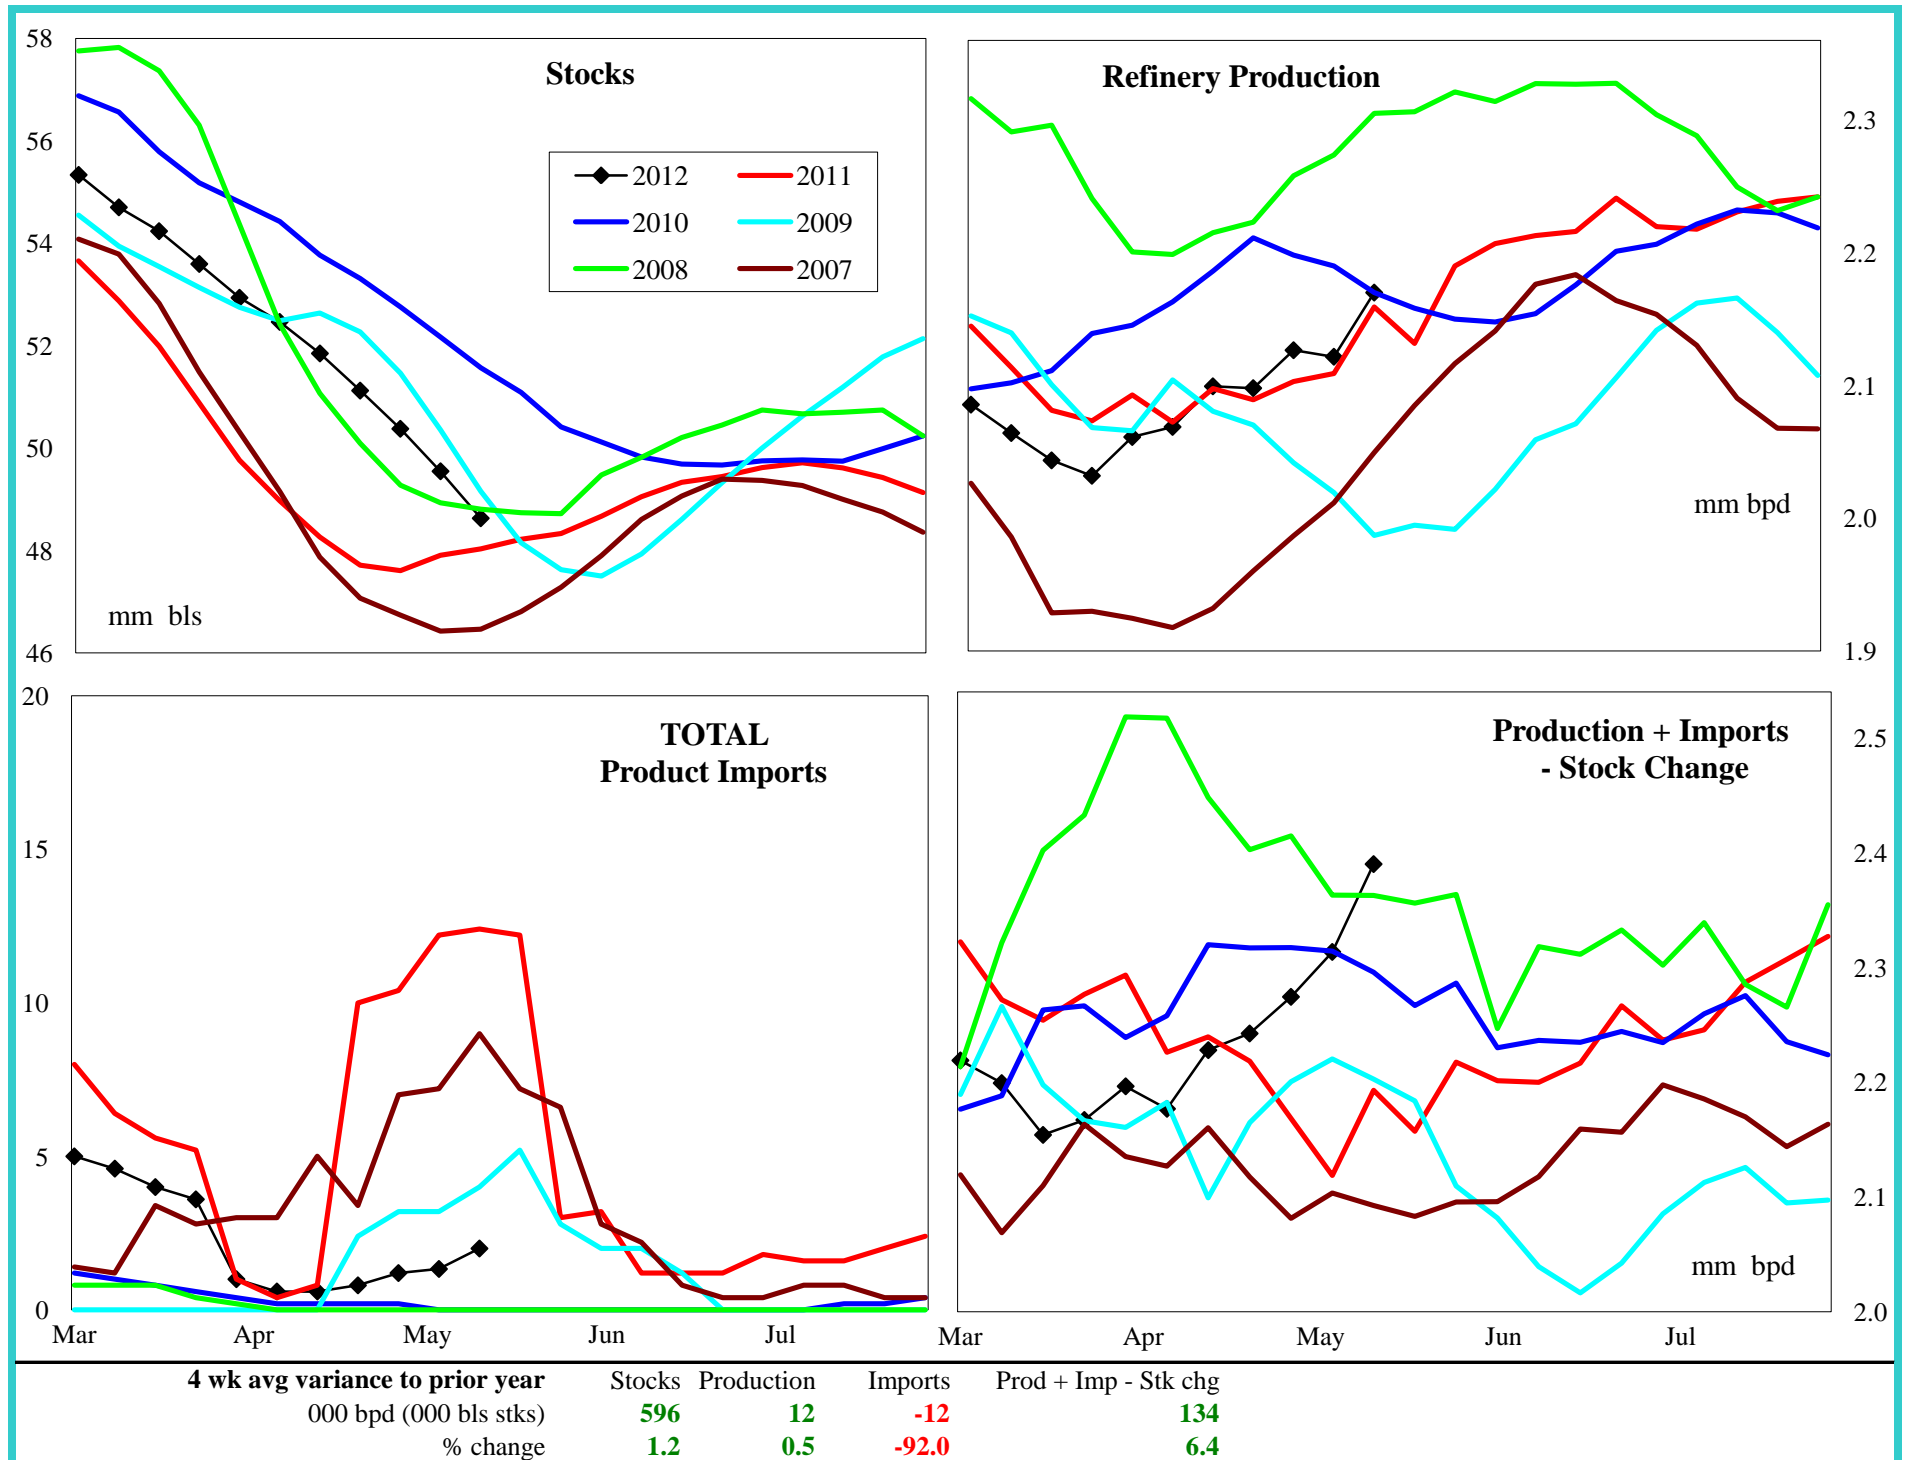 Stocks
58
56
54
52
50
48
46
2012
2011
2010
2009
2008
2007
mm bls
Refinery Production
2.3
2.2
2.1
2.0
1.9
mm bpd
TOTAL
Product Imports
20
15
10
5
0
Mar Apr May Jun Jul
Production + Imports
- Stock Change
2.5
2.4
2.3
2.2
2.1
2.0
mm bpd
Mar Apr May Jun Jul
4 wk avg variance to prior year Stocks Production Imports Prod + Imp - Stk chg
000 bpd (000 bls stks) 596 12 -12 134
% change 1.2 0.5 -92.0 6.4